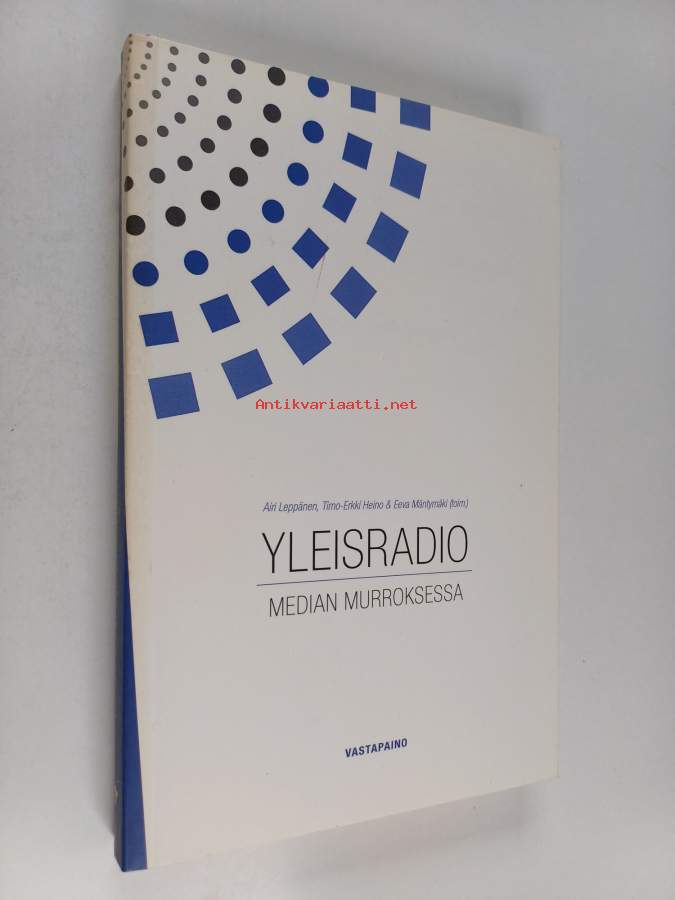 Antikvariaatti.net
Airi Leppänen, Timo-Erkki Heino & Eeva Mäntymäki (toim.)
YLEISRADIO
MEDIAN MURROKSESSA
VASTAPAINO